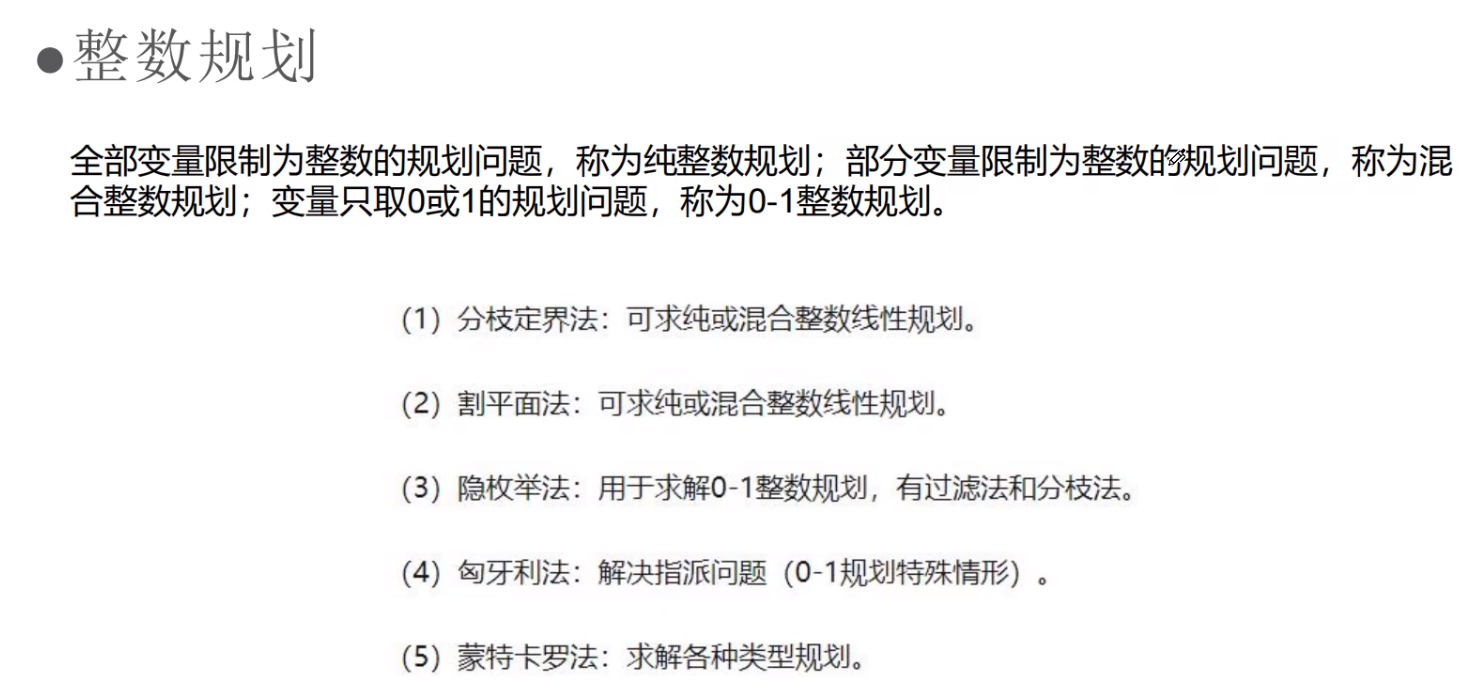 ●整数规划
全部变量限制为整数的规划问题，称为纯整数规划；部分变量限制为整数的规划问题，称为混
合整数规划；变量只取0或1的规划问题，称为0-1整数规划。
（1）分枝定界法：可求纯或混合整数线性规划。
（2）割平面法：可求纯或混合整数线性规划。
（3）隐枚举法：用于求解0-1整数规划，有过滤法和分枝法。
（4）匈牙利法：解决指派问题（0-1规划特殊情形）。
（5）蒙特卡罗法：求解各种类型规划。